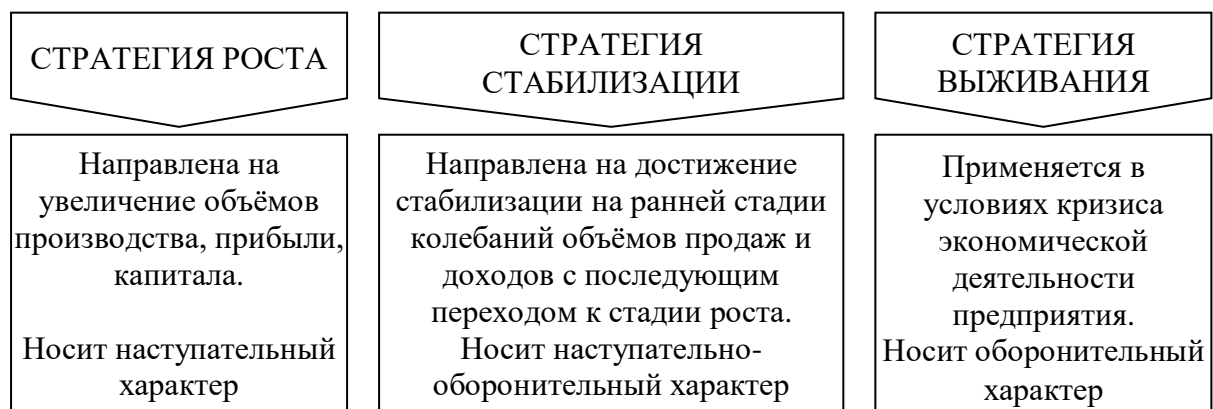 СТРАТЕГИЯ РОСТА
Направлена на
увеличение объёмов
производства, прибыли,
капитала.
Носит наступательный
характер
СТРАТЕГИЯ
СТАБИЛИЗАЦИИ
Направлена на достижение
стабилизации на ранней стадии
колебаний объёмов продаж и
доходов с последующим
переходом к стадии роста.
Носит наступательно-
оборонительный характер
СТРАТЕГИЯ
ВЫЖИВАНИЯ
Применяется в
условиях кризиса
экономической
деятельности
предприятия.
Носит оборонительный
характер